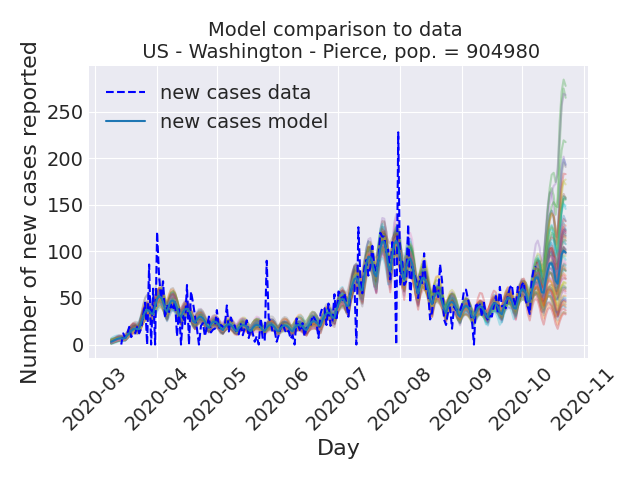 Model comparison to data
US - Washington - Pierce, pop. = 904980
new cases data
new cases model
Number of new cases reported
250
200
150
100
50
0
2020-03
2020-04
2020-05
2020-06
2020-07
2020-08
2020-09
2020-10
2020-11
Day